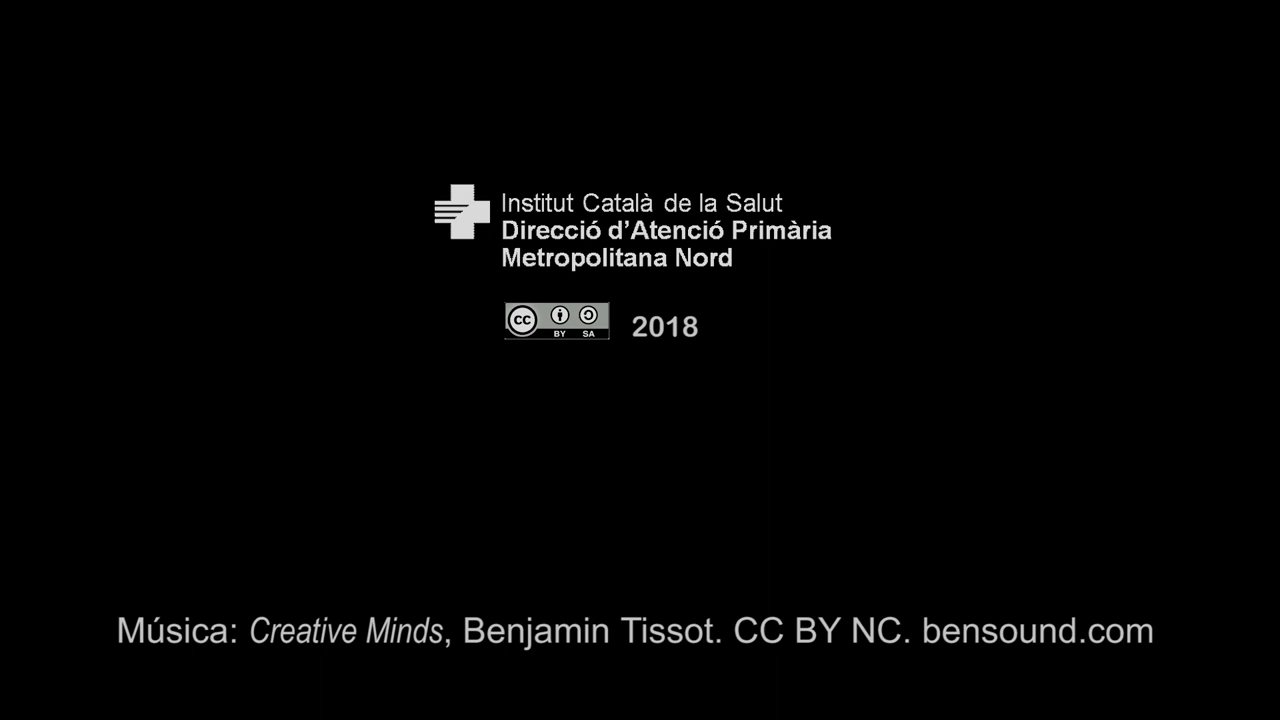 Institut Català de la Salut
Direcció d’Atenció Primària
Metropolitana Nord
CC BY SA 2018
Música: Creative Minds, Benjamin Tissot. CC BY NC. bensound.com